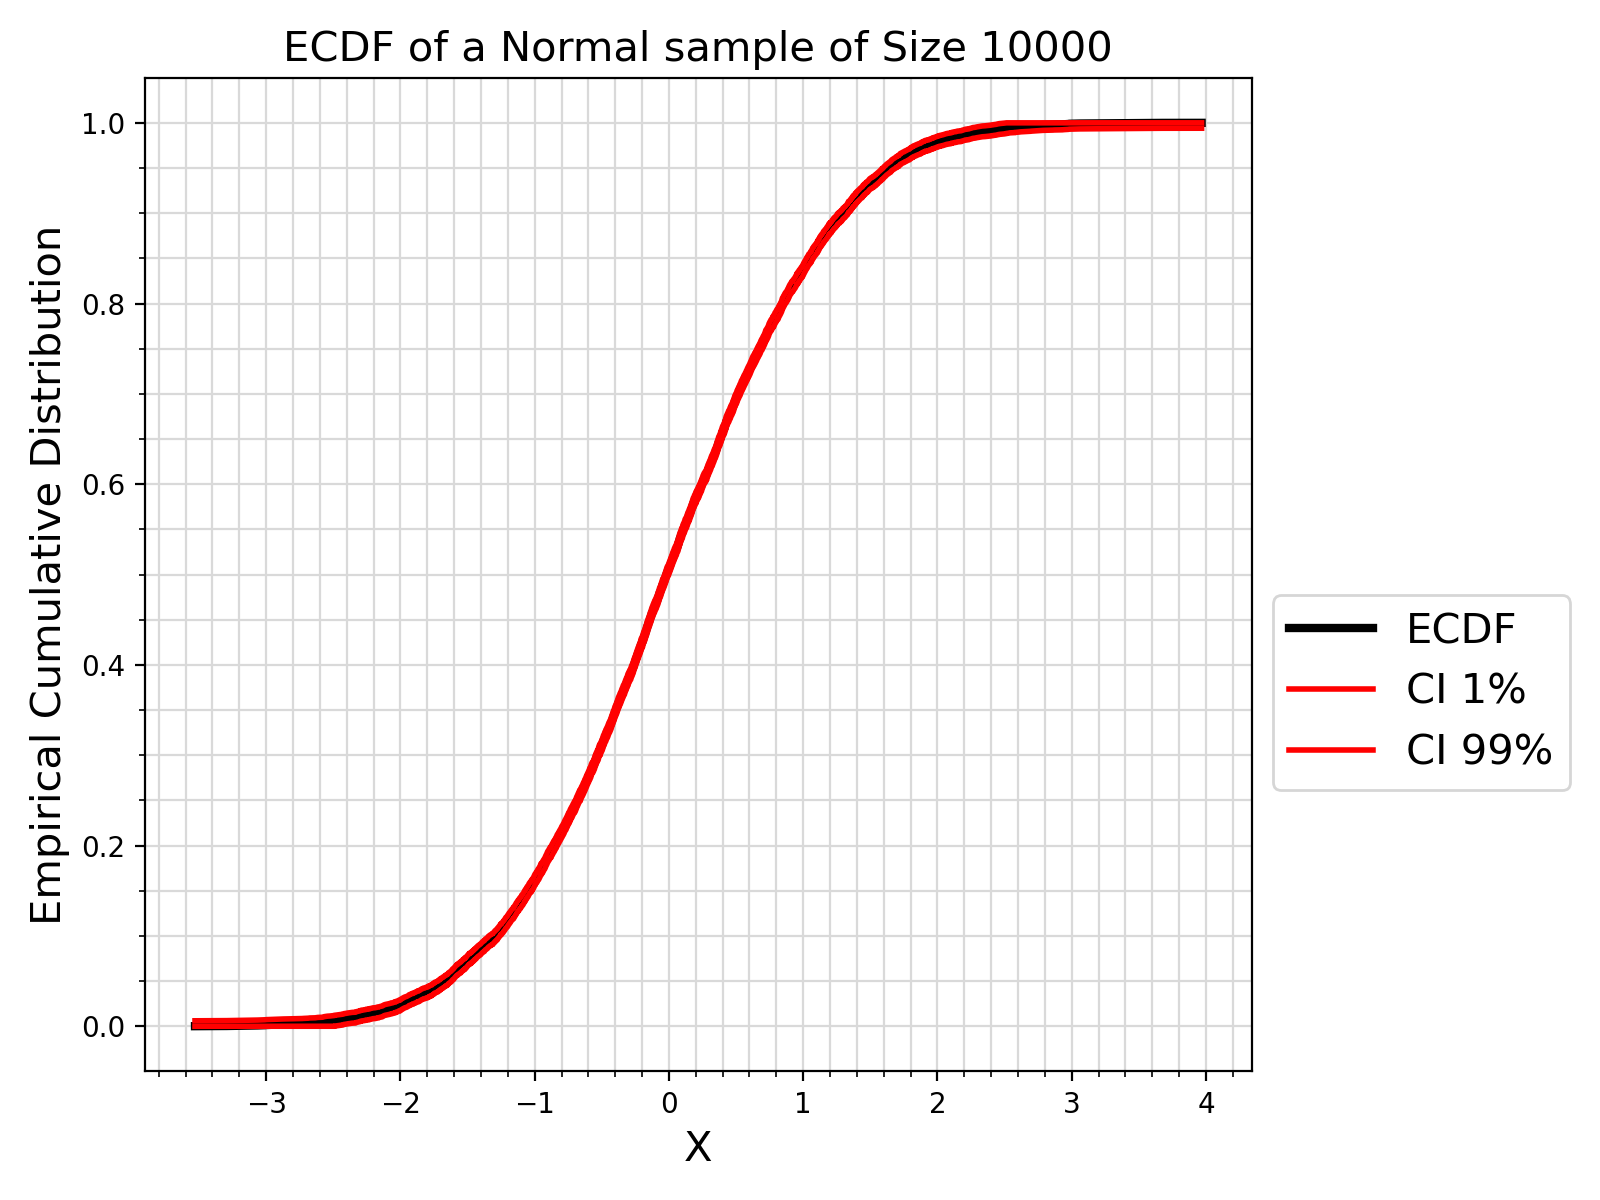 ECDF of a Normal sample of Size 10000
1.0
0.8
0.6
0.4
0.2
0.0
Empirical Cumulative Distribution
−3
−2
−1
0
1
2
3
4
X
ECDF
CI 1%
CI 99%